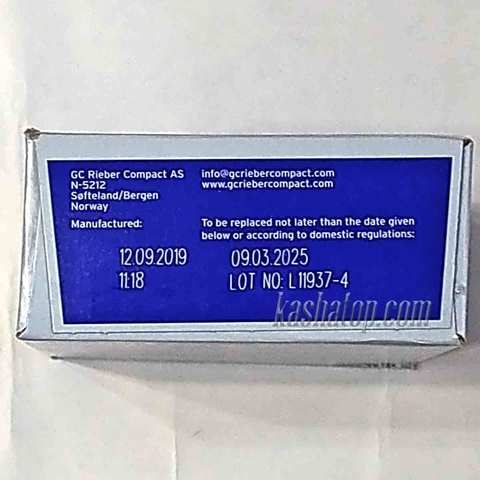 GC Rieber Compact AS
N-5212
Søfteland/Bergen
Norway
info@gcriebercompact.com
www.gcriebercompact.com
Manufactured:
12.09.2019
11:18
To be replaced not later than the date given
below or according to domestic regulations:
09.03.2025
LOT NO: L11937-4
kashatop.com